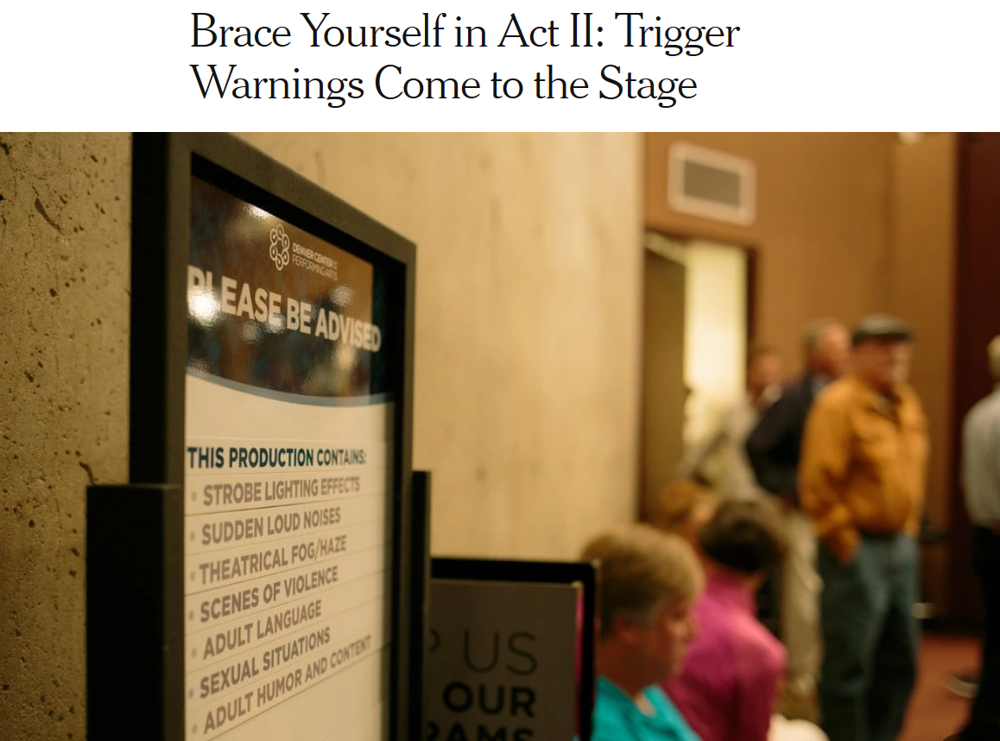 Brace Yourself in Act II: Trigger
Warnings Come to the Stage
DENVER CENTER
PERFORMING ARTS
PLEASE BE ADVISED
THIS PRODUCTION CONTAINS:
• STROBE LIGHTING EFFECTS
• SUDDEN LOUD NOISES
• THEATRICAL FOG/HAZE
• SCENES OF VIOLENCE
• ADULT LANGUAGE
• SEXUAL SITUATIONS
• ADULT HUMOR AND CONTENT
US
OUR